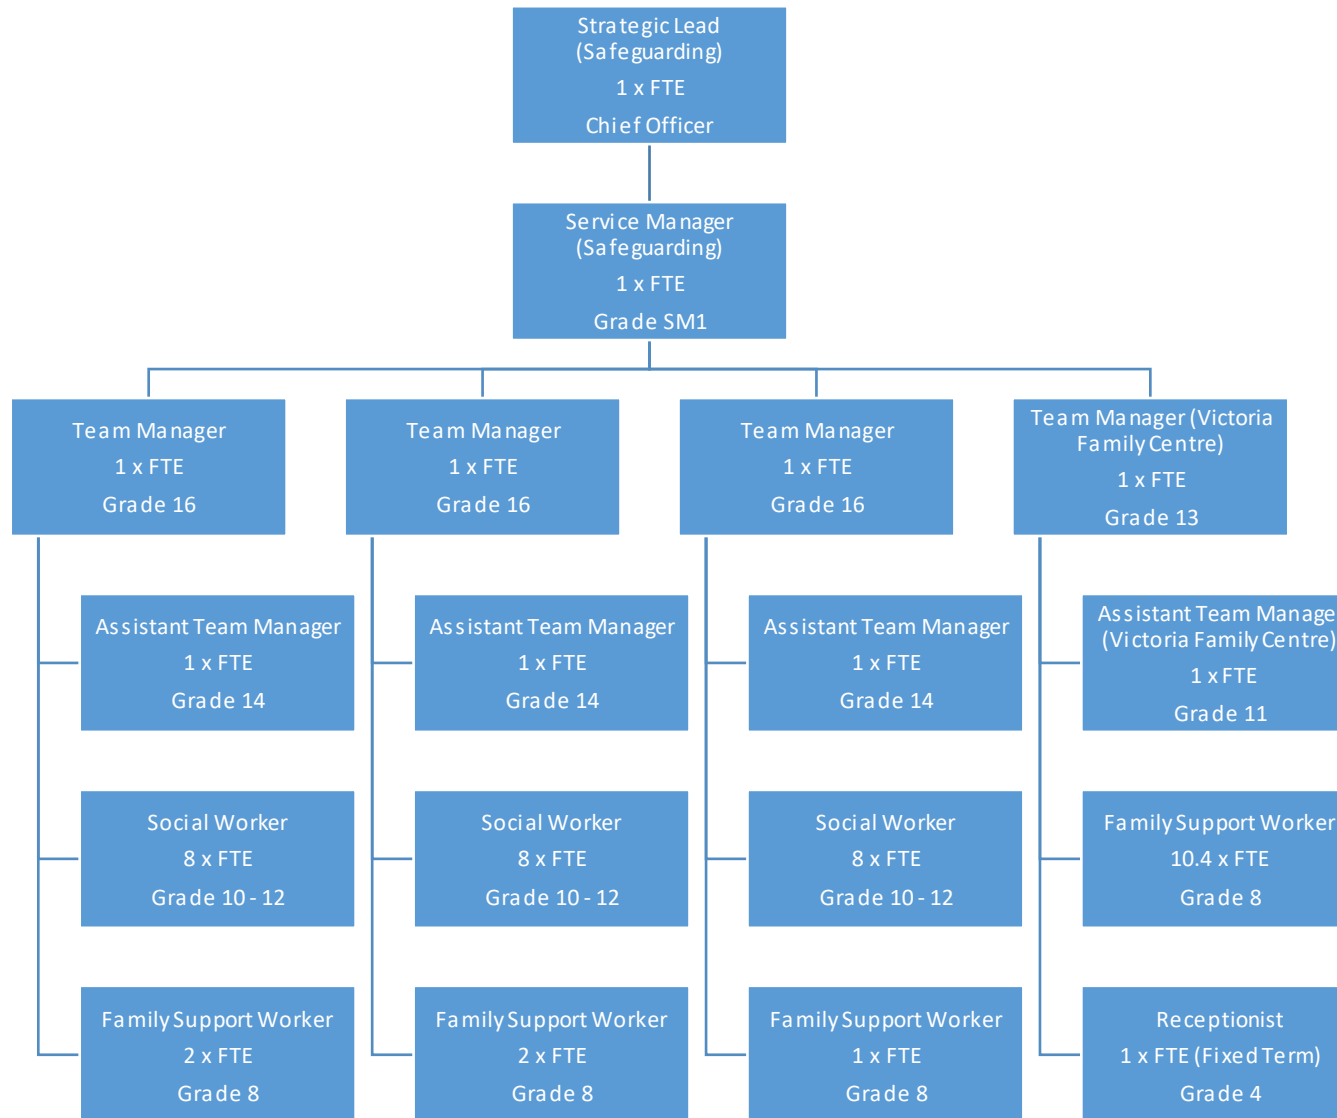 Strategic Lead
(Safeguarding)
1 x FTE
Chief Officer
Service Manager
(Safeguarding)
1 x FTE
Grade SM1
Team Manager
1 x FTE
Grade 16
Team Manager
1 x FTE
Grade 16
Team Manager
1 x FTE
Grade 16
Team Manager (Victoria
Family Centre)
1 x FTE
Grade 13
Assistant Team Manager
1 x FTE
Grade 14
Assistant Team Manager
1 x FTE
Grade 14
Assistant Team Manager
1 x FTE
Grade 14
Assistant Team Manage
(Victoria Family Centre)
1 x FTE
Grade 11
Social Worker
8 x FTE
Grade 10 - 12
Social Worker
8 x FTE
Grade 10 - 12
Social Worker
8 x FTE
Grade 10 - 12
Family Support Worker
10.4 x FTE
Grade 8
Family Support Worker
2 x FTE
Grade 8
Family Support Worker
2 x FTE
Grade 8
Family Support Worker
1 x FTE
Grade 8
Receptionist
1 x FTE (Fixed Term)
Grade 4